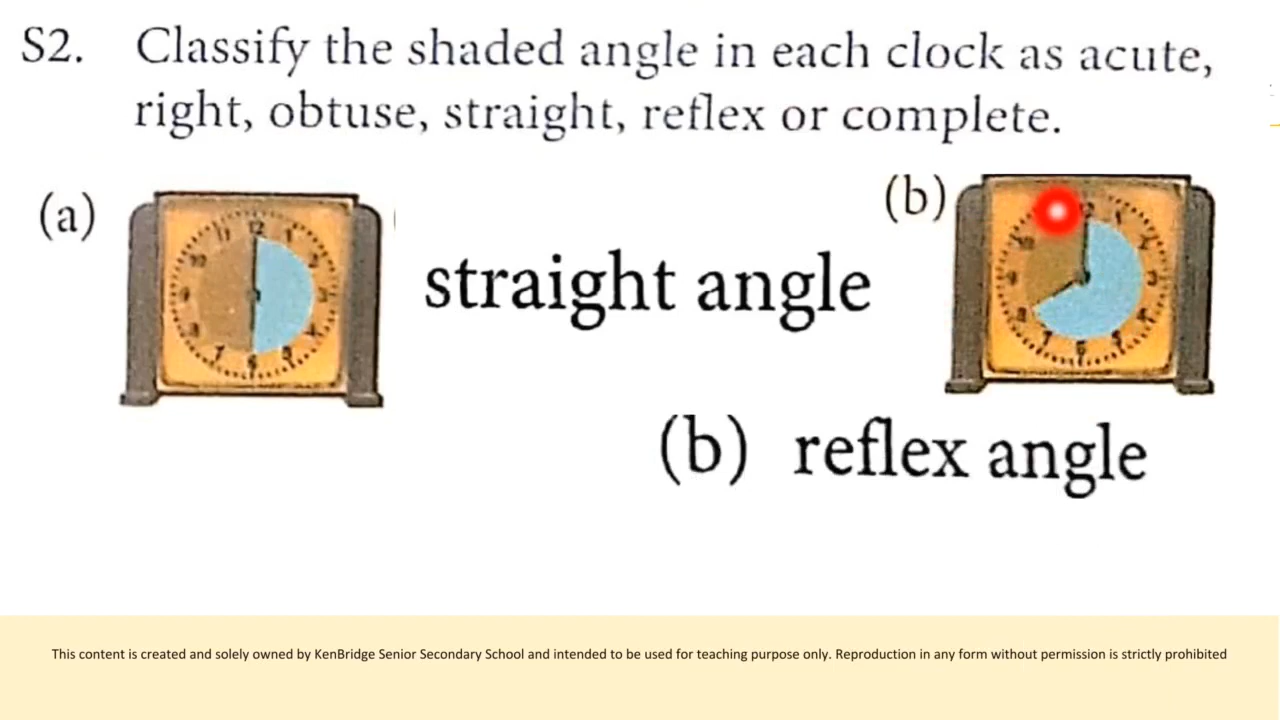 S2. Classify the shaded angle in each clock as acute,
right, obtuse, straight, reflex or complete.
(a)
(b)
straight angle
(b) reflex angle
This content is created and solely owned by KenBridge Senior Secondary School and intended to be used for teaching purpose only. Reproduction in any form without permission is strictly prohibited